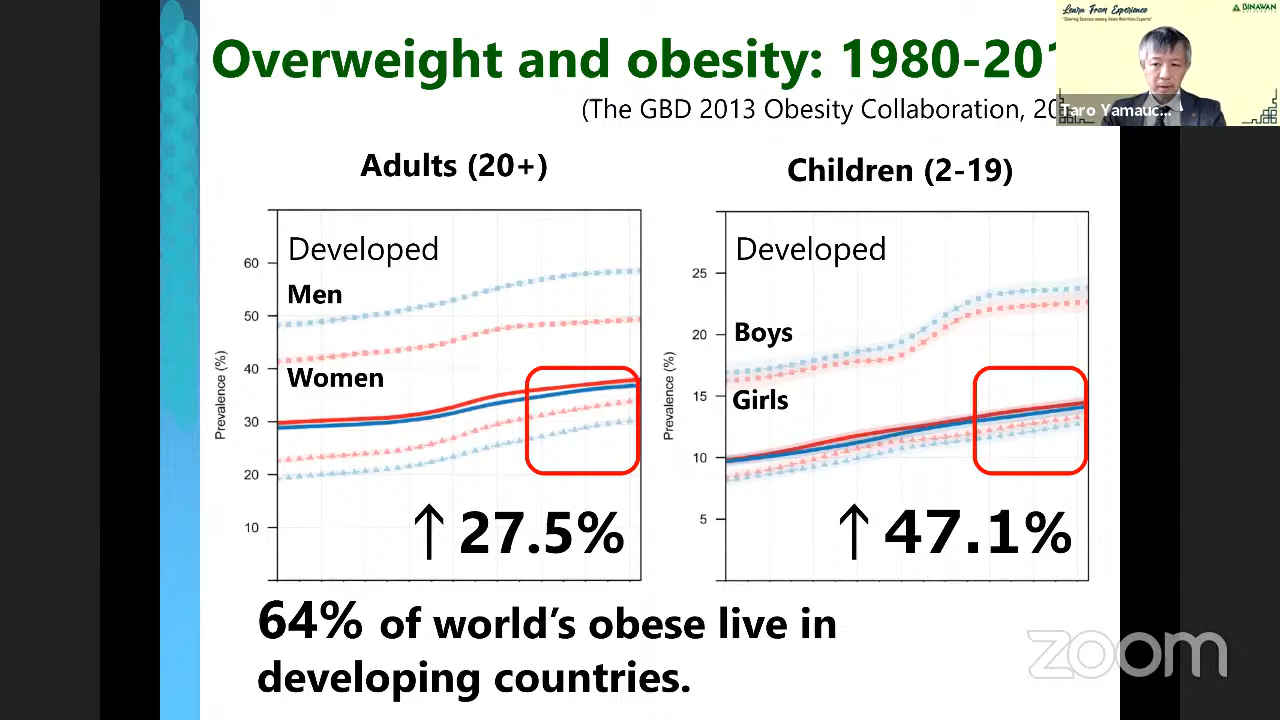 Learn From Experience
BINAWAN
Overweight and obesity: 1980-201
(The GBD 2013 Obesity Collaboration, 20
Taro Yamauc...
Adults (20+)
Children (2-19)
Developed
Men
Women
Prevalence (%)
60
50
40
30
20
10
↑ 27.5%
Developed
Boys
Girls
Prevalence (%)
25
20
15
10
5
↑ 47.1%
64% of world’s obese live in
developing countries.
zoom